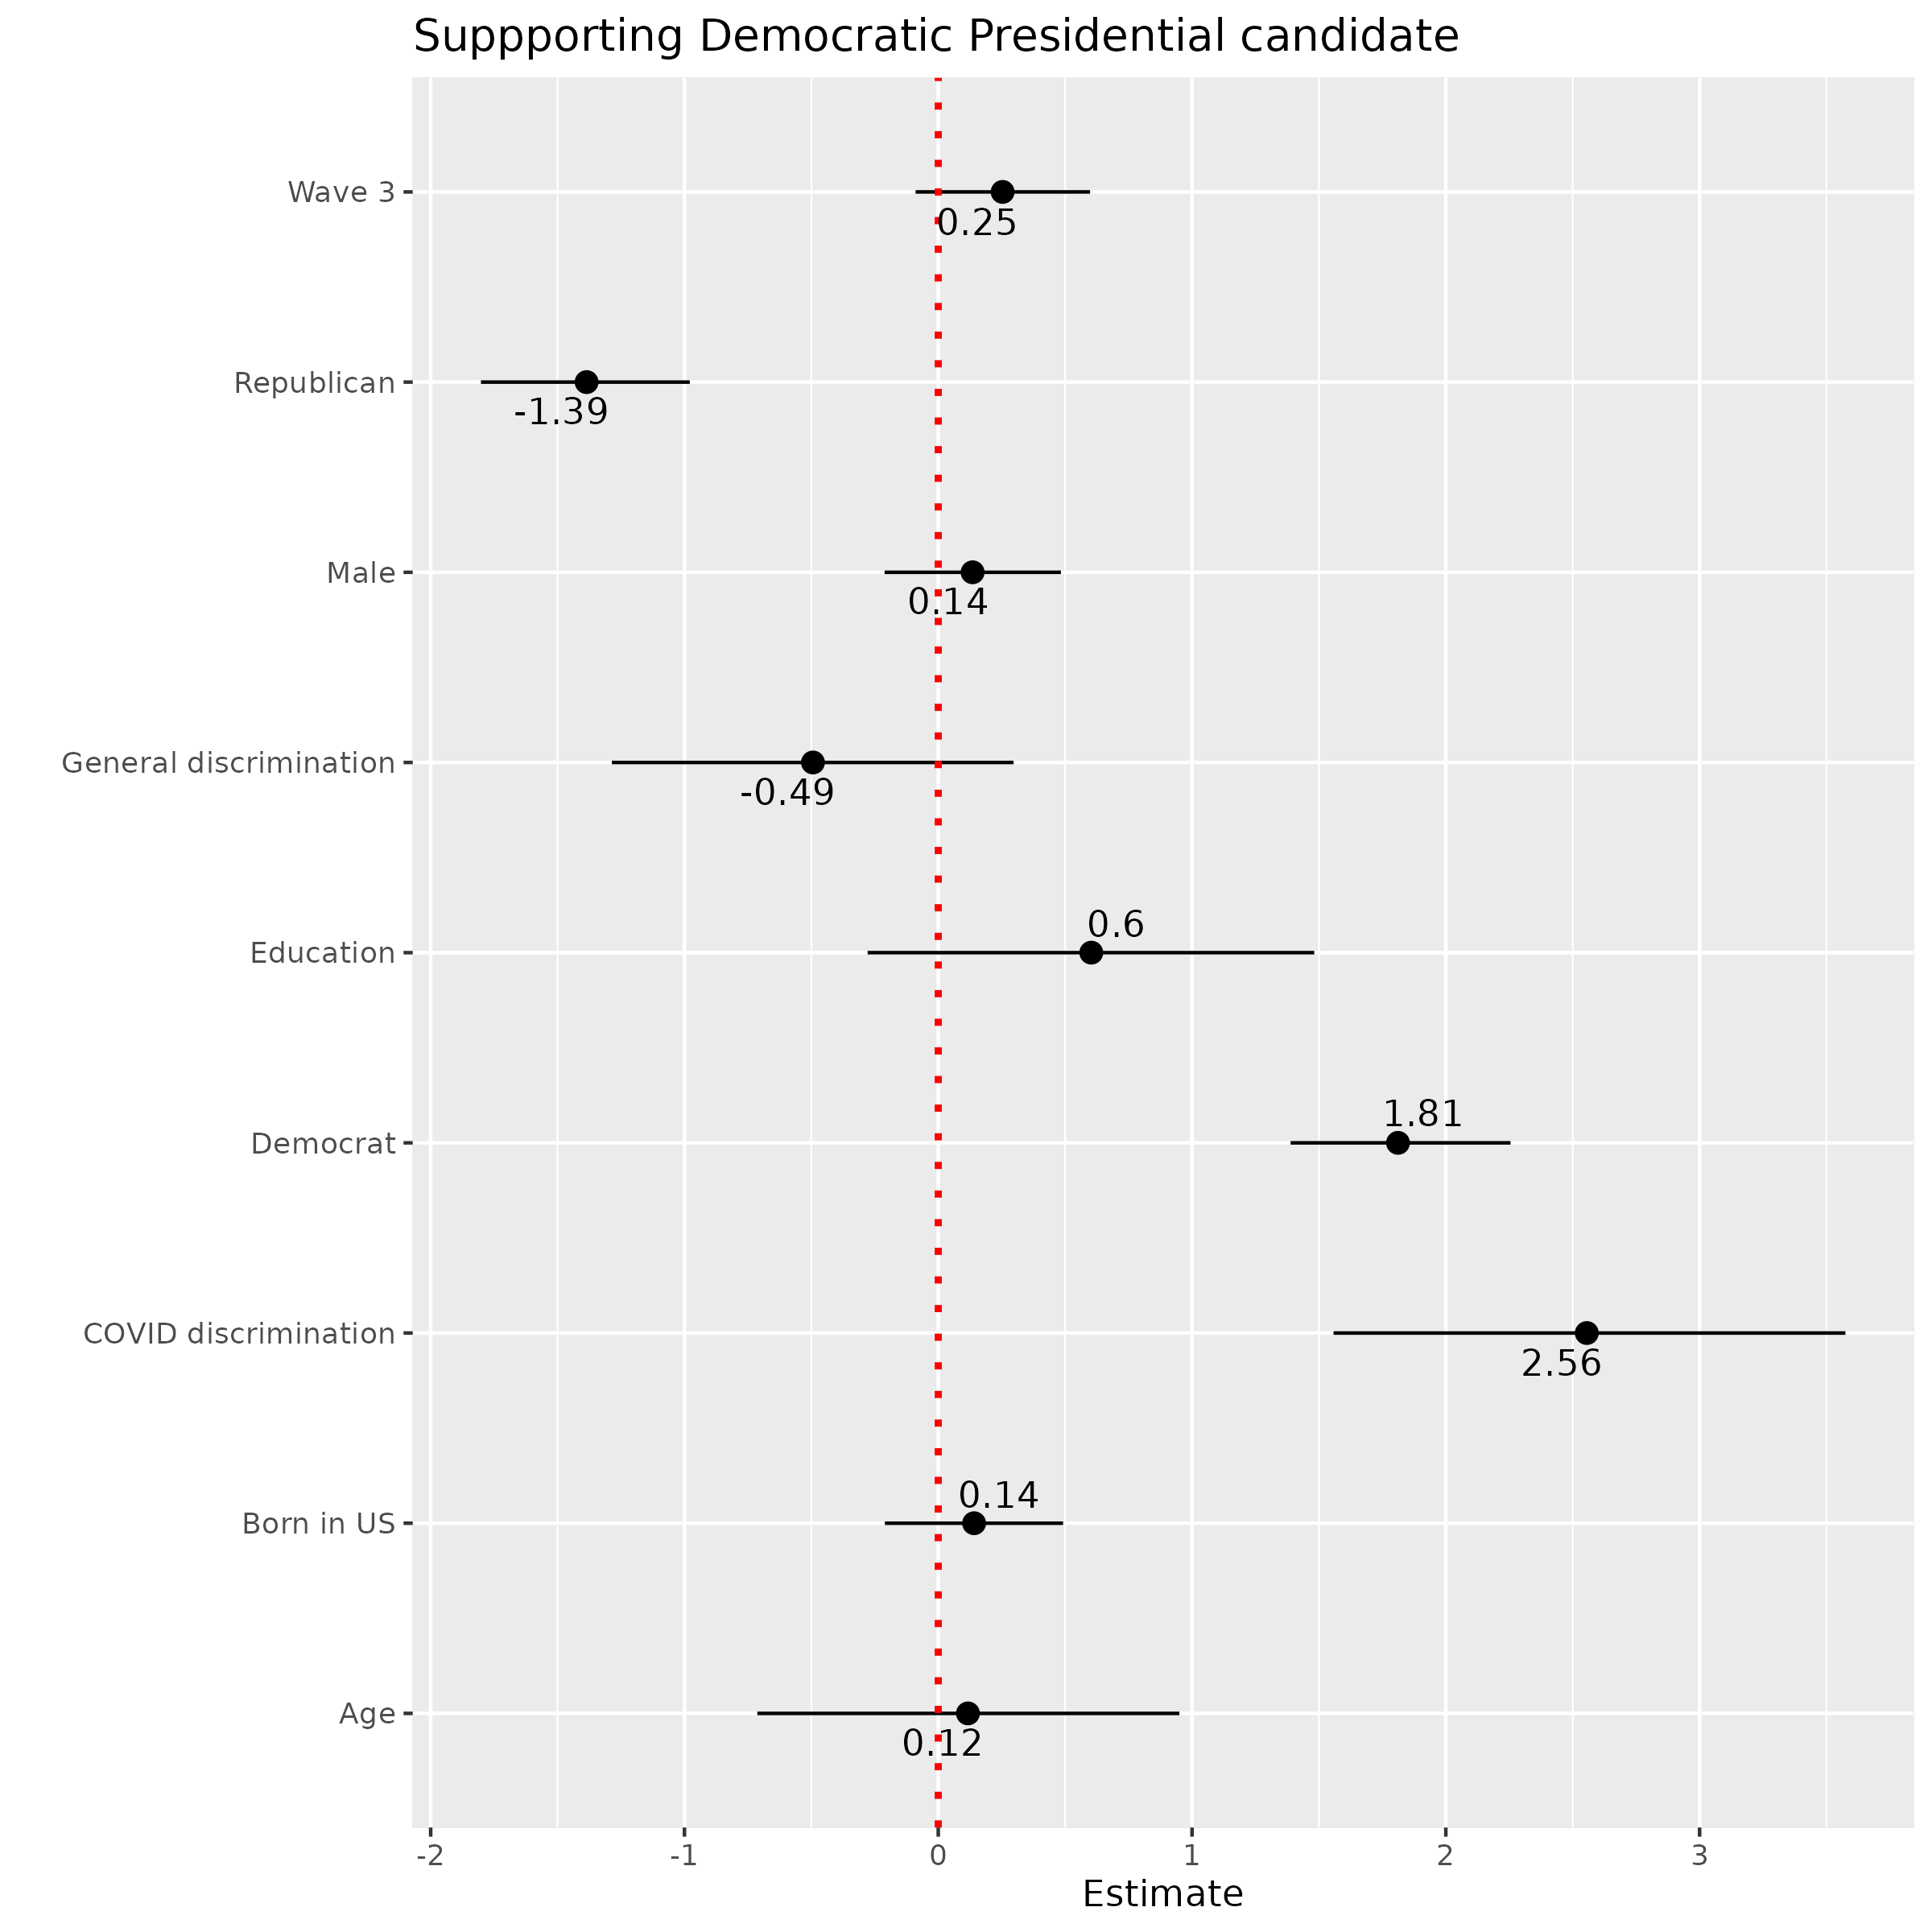 Suppporting Democratic Presidential candidate
Wave 3
0.25
Republican
-1.39
Male
0.14
General discrimination
-0.49
0.6
Education
1.81
Democrat
COVID discrimination
2.56
0.14
Born in US
Age
0.12
-2 -1 0 1 2 3
Estimate